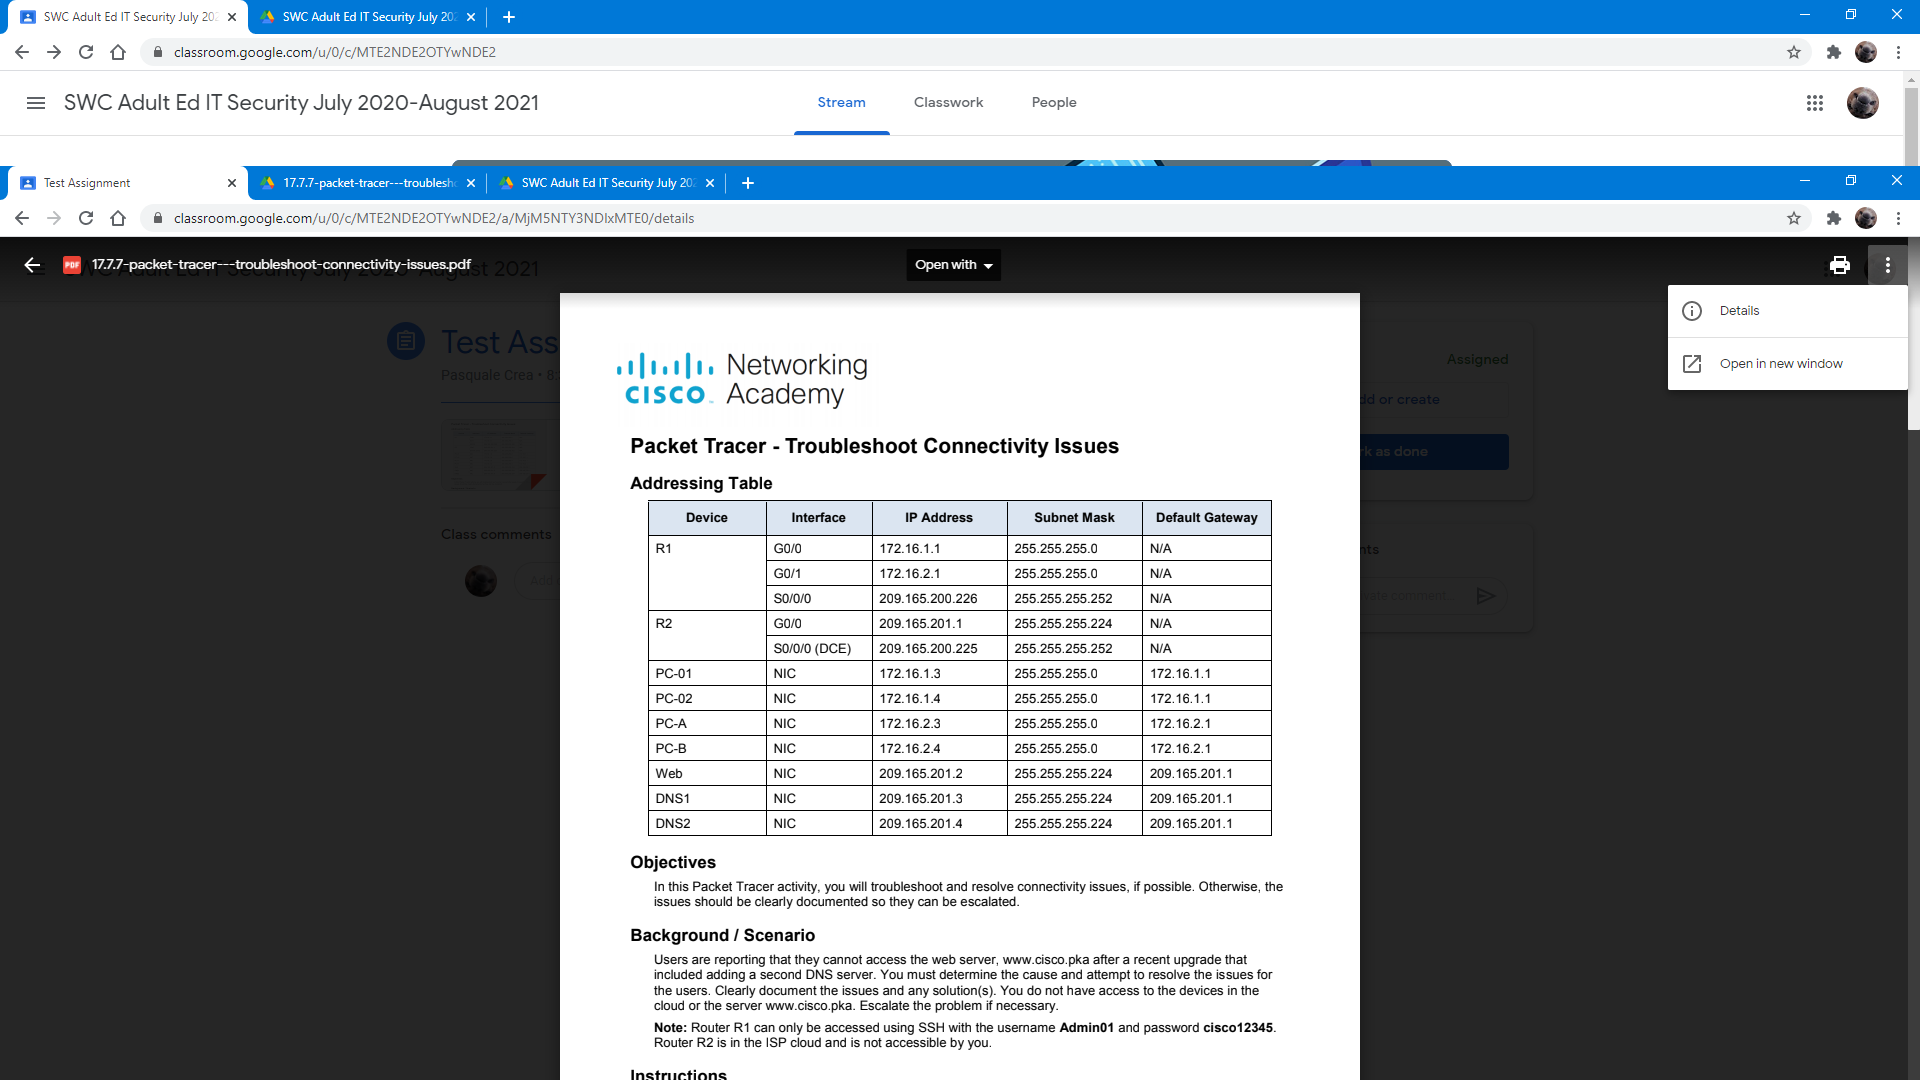 SWC Adult Ed IT Security July 20
SWC Adult Ed IT Security July 20
classroom.google.com/u/0/c/MTE2NDE2OTYwNDE2
SWC Adult Ed IT Security July 2020-August 2021
Stream
Classwork
People
Test Assignment
17.7.7-packet-tracer---troublesh
SWC Adult Ed IT Security July 20
classroom.google.com/u/0/c/MTE2NDE2OTYwNDE2/a/MjM5NTY3NDIxMTE0/details
PDF
17.7.7-packet-tracer---troubleshoot-connectivity-issues.pdf
August 2021
Open with
Details
Open in new window
Test Ass
Pasquale Crea • 8:
Assigned
dd or create
rk as done
Class comments
Add
nts
vate comment...
Networking
CISCO Academy
Packet Tracer - Troubleshoot Connectivity Issues
Addressing Table
Device Interface IP Address Subnet Mask Default Gateway
R1 G0/0 172.16.1.1 255.255.255.0 N/A
G0/1 172.16.2.1 255.255.255.0 N/A
S0/0/0 209.165.200.226 255.255.255.252 N/A
R2 G0/0 209.165.201.1 255.255.255.224 N/A
S0/0/0 (DCE) 209.165.200.225 255.255.255.252 N/A
PC-01 NIC 172.16.1.3 255.255.255.0 172.16.1.1
PC-02 NIC 172.16.1.4 255.255.255.0 172.16.1.1
PC-A NIC 172.16.2.3 255.255.255.0 172.16.2.1
PC-B NIC 172.16.2.4 255.255.255.0 172.16.2.1
Web NIC 209.165.201.2 255.255.255.224 209.165.201.1
DNS1 NIC 209.165.201.3 255.255.255.224 209.165.201.1
DNS2 NIC 209.165.201.4 255.255.255.224 209.165.201.1
Objectives
In this Packet Tracer activity, you will troubleshoot and resolve connectivity issues, if possible. Otherwise, the
issues should be clearly documented so they can be escalated.
Background / Scenario
Users are reporting that they cannot access the web server, www.cisco.pka after a recent upgrade that
included adding a second DNS server. You must determine the cause and attempt to resolve the issues for
the users. Clearly document the issues and any solution(s). You do not have access to the devices in the
cloud or the server www.cisco.pka. Escalate the problem if necessary.
Note: Router R1 can only be accessed using SSH with the username Admin01 and password cisco12345.
Router R2 is in the ISP cloud and is not accessible by you.
Instructions